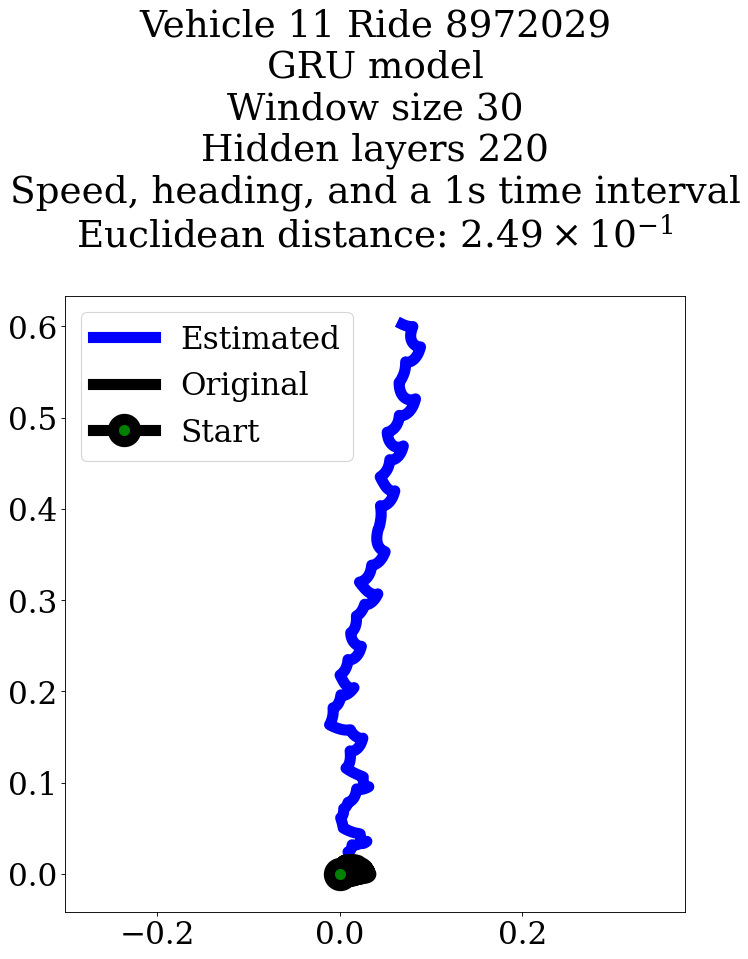 Vehicle 11 Ride 8972029
GRU model
Window size 30
Hidden layers 220
Speed, heading, and a 1s time interval
Euclidean distance: 2.49 × 10⁻¹
Estimated
Original
Start
0.6
0.5
0.4
0.3
0.2
0.1
0.0
−0.2
0.0
0.2